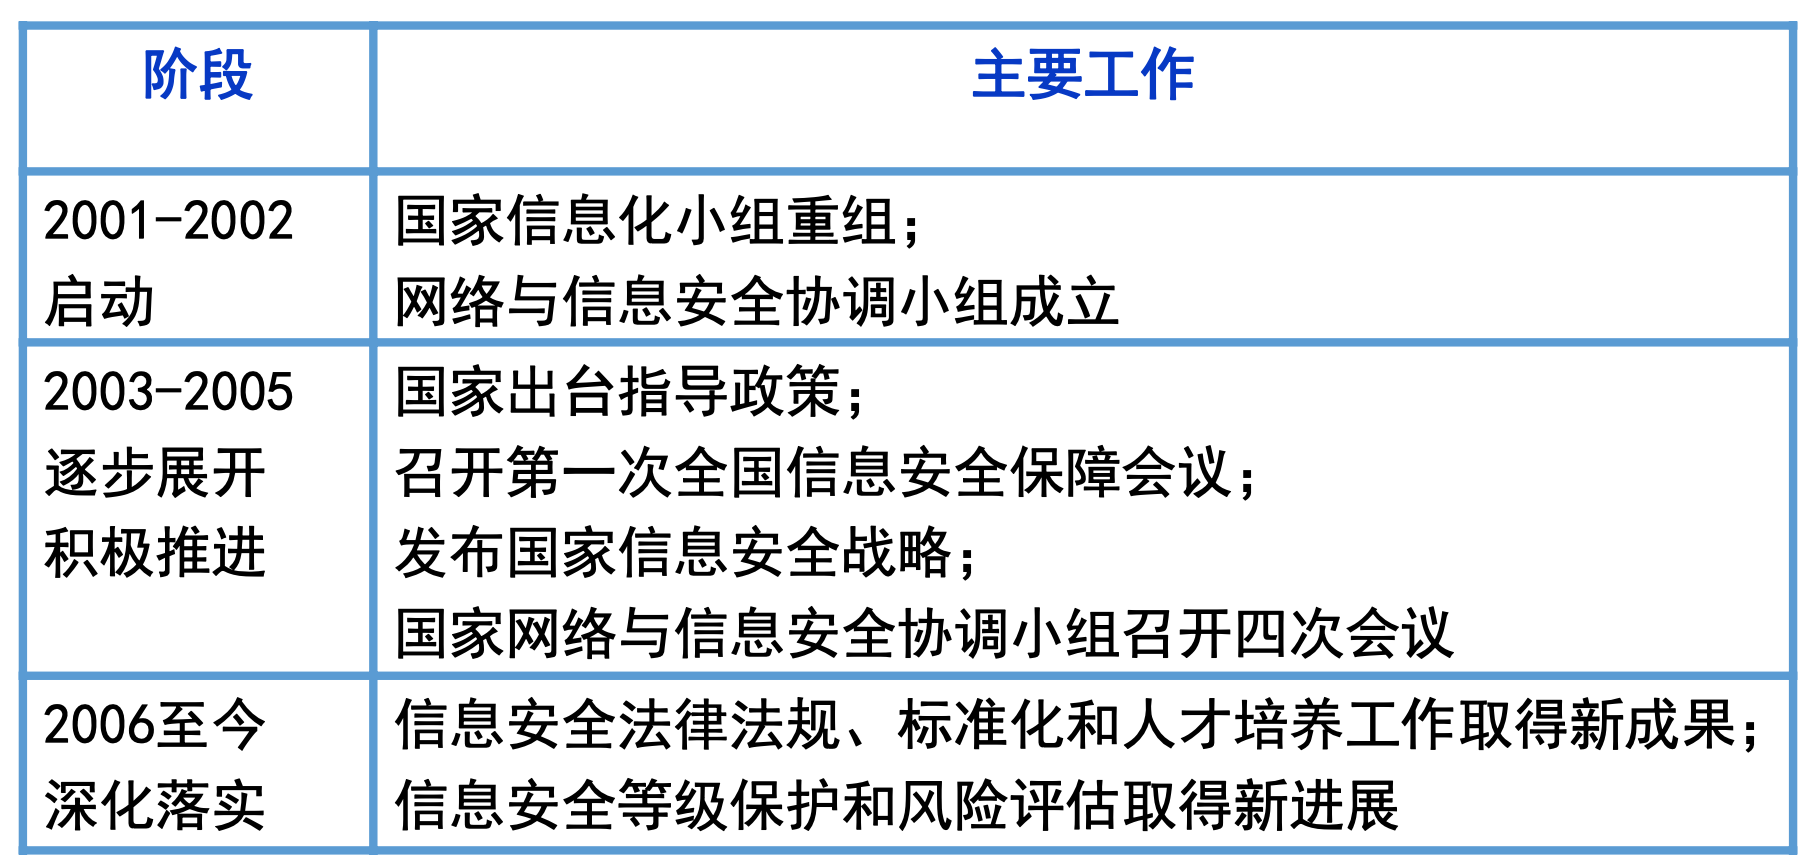 阶段
主要工作
2001-2002
启动
国家信息化小组重组；
网络与信息安全协调小组成立
2003-2005
逐步展开
积极推进
国家出台指导政策；
召开第一次全国信息安全保障会议；
发布国家信息安全战略；
国家网络与信息安全协调小组召开四次会议
2006至今
深化落实
信息安全法律法规、标准化和人才培养工作取得新成果；
信息安全等级保护和风险评估取得新进展